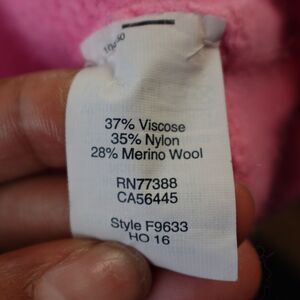 37% Viscose
35% Nylon
28% Merino Wool
RN77388
CA56445
Style F9633
HO 16